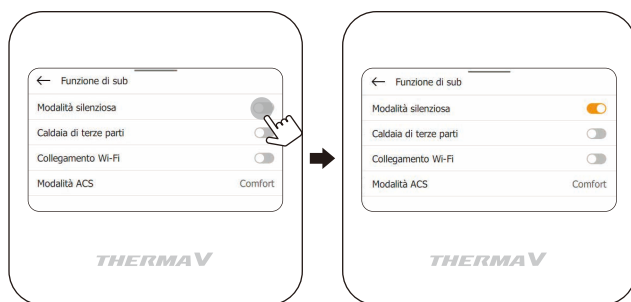 Funzione di sub
Modalità silenziosa
Caldaia di terze parti
Collegamento Wi-Fi
Modalità ACS Comfort
THERMA V
Funzione di sub
Modalità silenziosa
Caldaia di terze parti
Collegamento Wi-Fi
Modalità ACS Comfort
THERMA V